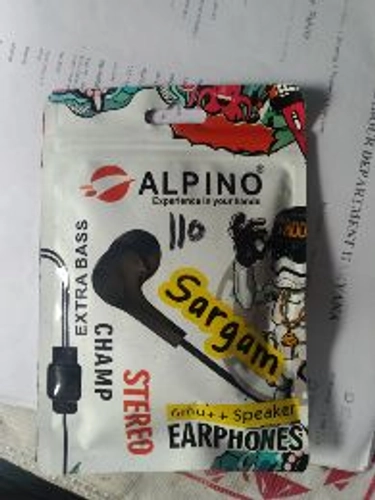 ALPINO®
Experience in your hands
110
EXTRA BASS
CHAMP
STEREO
Sargam
Speaker
EARPHONES